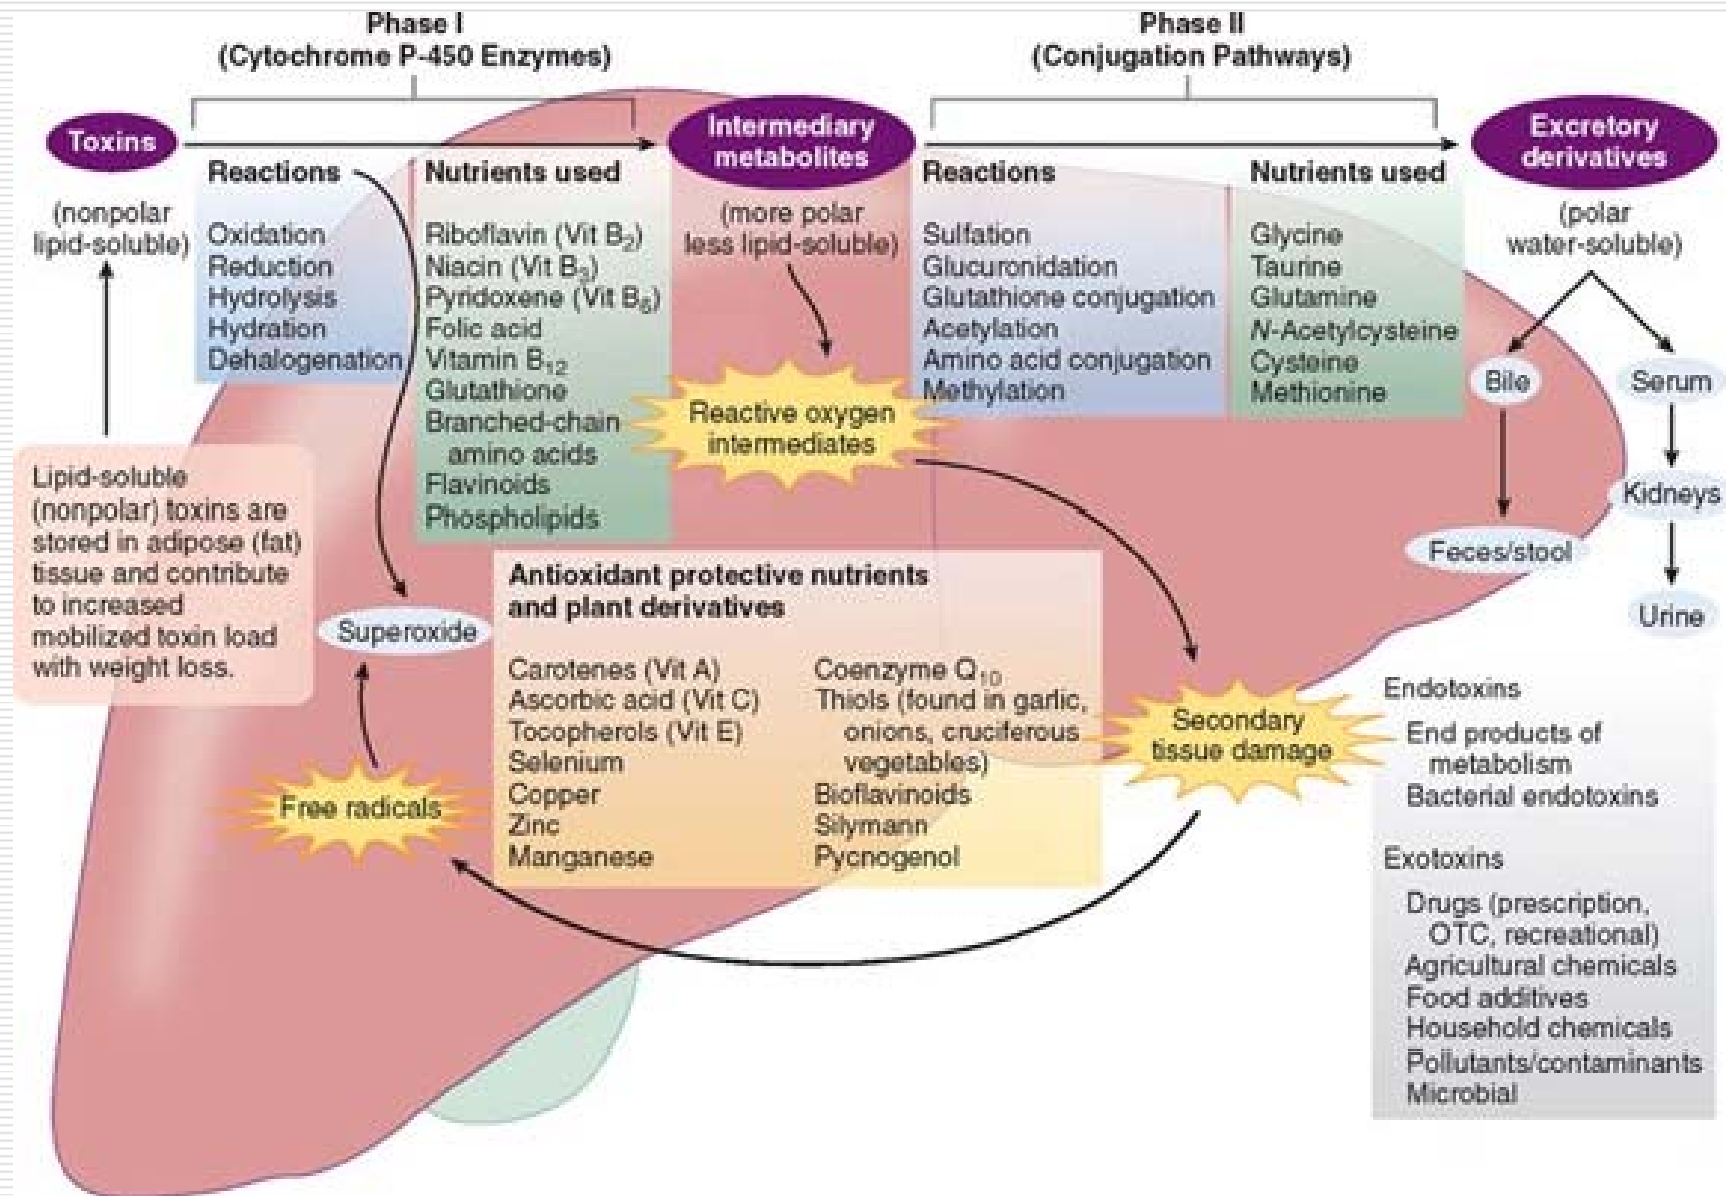 Phase I
(Cytochrome P-450 Enzymes)
Phase II
(Conjugation Pathways)
Toxins
(nonpolar
lipid-soluble)
Reactions
Oxidation
Reduction
Hydrolysis
Hydration
Dehalogenation
Nutrients used
Riboflavin (Vit B2)
Niacin (Vit B3)
Pyridoxene (Vit B6)
Folic acid
Vitamin B12
Glutathione
Branched-chain
amino acids
Flavinoids
Phospholipids
Intermediary
metabolites
(more polar
less lipid-soluble)
Reactive oxygen
intermediates
Reactions
Sulfation
Glucuronidation
Glutathione conjugation
Acetylation
Amino acid conjugation
Methylation
Nutrients used
Glycine
Taurine
Glutamine
N-Acetylcysteine
Cysteine
Methionine
Excretory
derivatives
(polar
water-soluble)
Bile
Feces/stool
Serum
Kidneys
Urine
Lipid-soluble
(nonpolar) toxins are
stored in adipose (fat)
tissue and contribute
to increased
mobilized toxin load
with weight loss.
Superoxide
Free radicals
Antioxidant protective nutrients
and plant derivatives
Carotenes (Vit A)
Ascorbic acid (Vit C)
Tocopherols (Vit E)
Selenium
Copper
Zinc
Manganese
Coenzyme Q10
Thiols (found in garlic,
onions, cruciferous
vegetables)
Bioflavinoids
Silymann
Pycnogenol
Secondary
tissue damage
Endotoxins
End products of
metabolism
Bacterial endotoxins
Exotoxins
Drugs (prescription,
OTC, recreational)
Agricultural chemicals
Food additives
Household chemicals
Pollutants/contaminants
Microbial